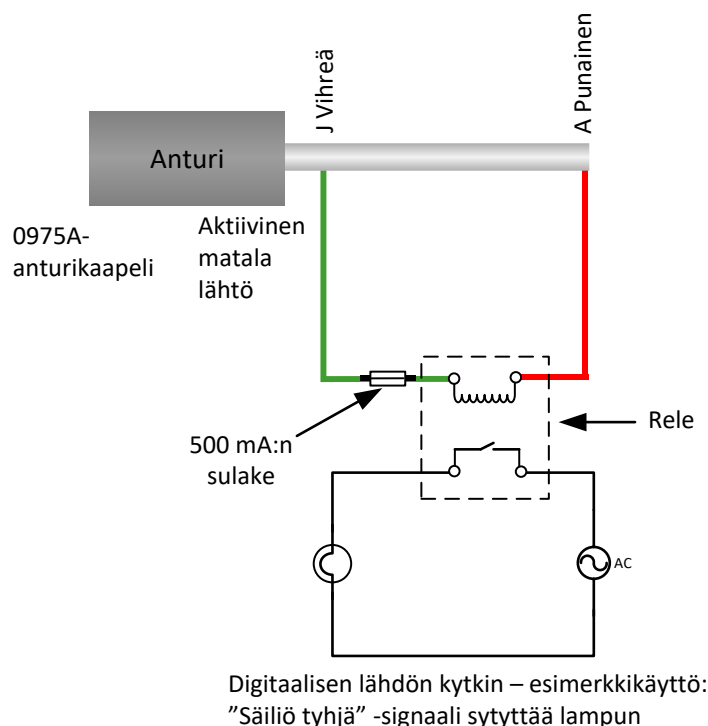 J Vihreä
A Punainen
Anturi
0975A-
anturikaapeli
Aktiivinen
matala
lähtö
500 mA:n
sulake
Rele
AC
Digitaalisen lähdön kytkin – esimerkkikäyttö:
”Säiliö tyhjä” -signaali sytyttää lampun